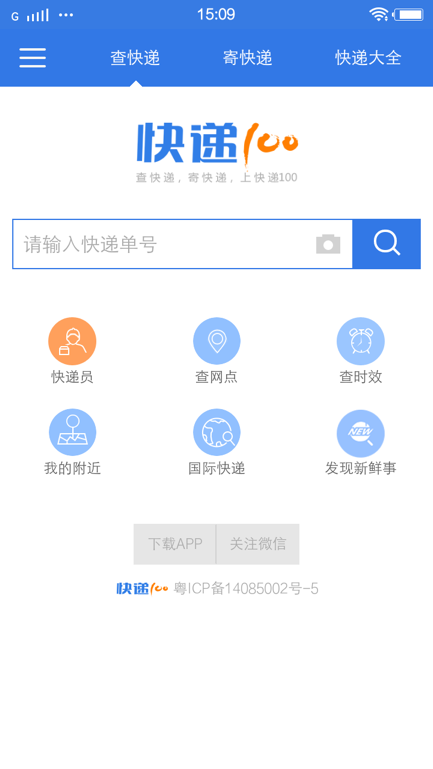 G 15:09
查快递 寄快递 快递大全
快递100
查快递，寄快递，上快递100
请输入快递单号
快递员 查网点 查时效
NEW
我的附近 国际快递 发现新鲜事
下载APP 关注微信
快递100 粤ICP备14085002号-5